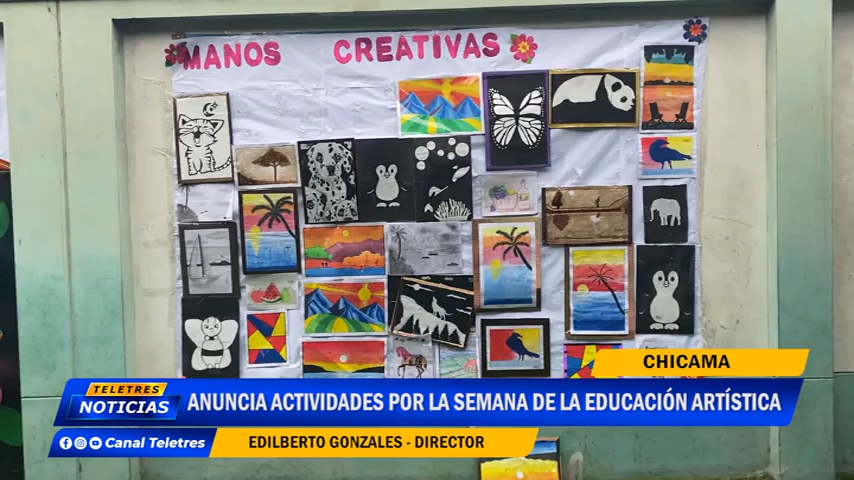 MANOS CREATIVAS
CHICAMA
TELETRES
NOTICIAS
ANUNCIA ACTIVIDADES POR LA SEMANA DE LA EDUCACIÓN ARTÍSTICA
Canal Teletres
EDILBERTO GONZALES - DIRECTOR